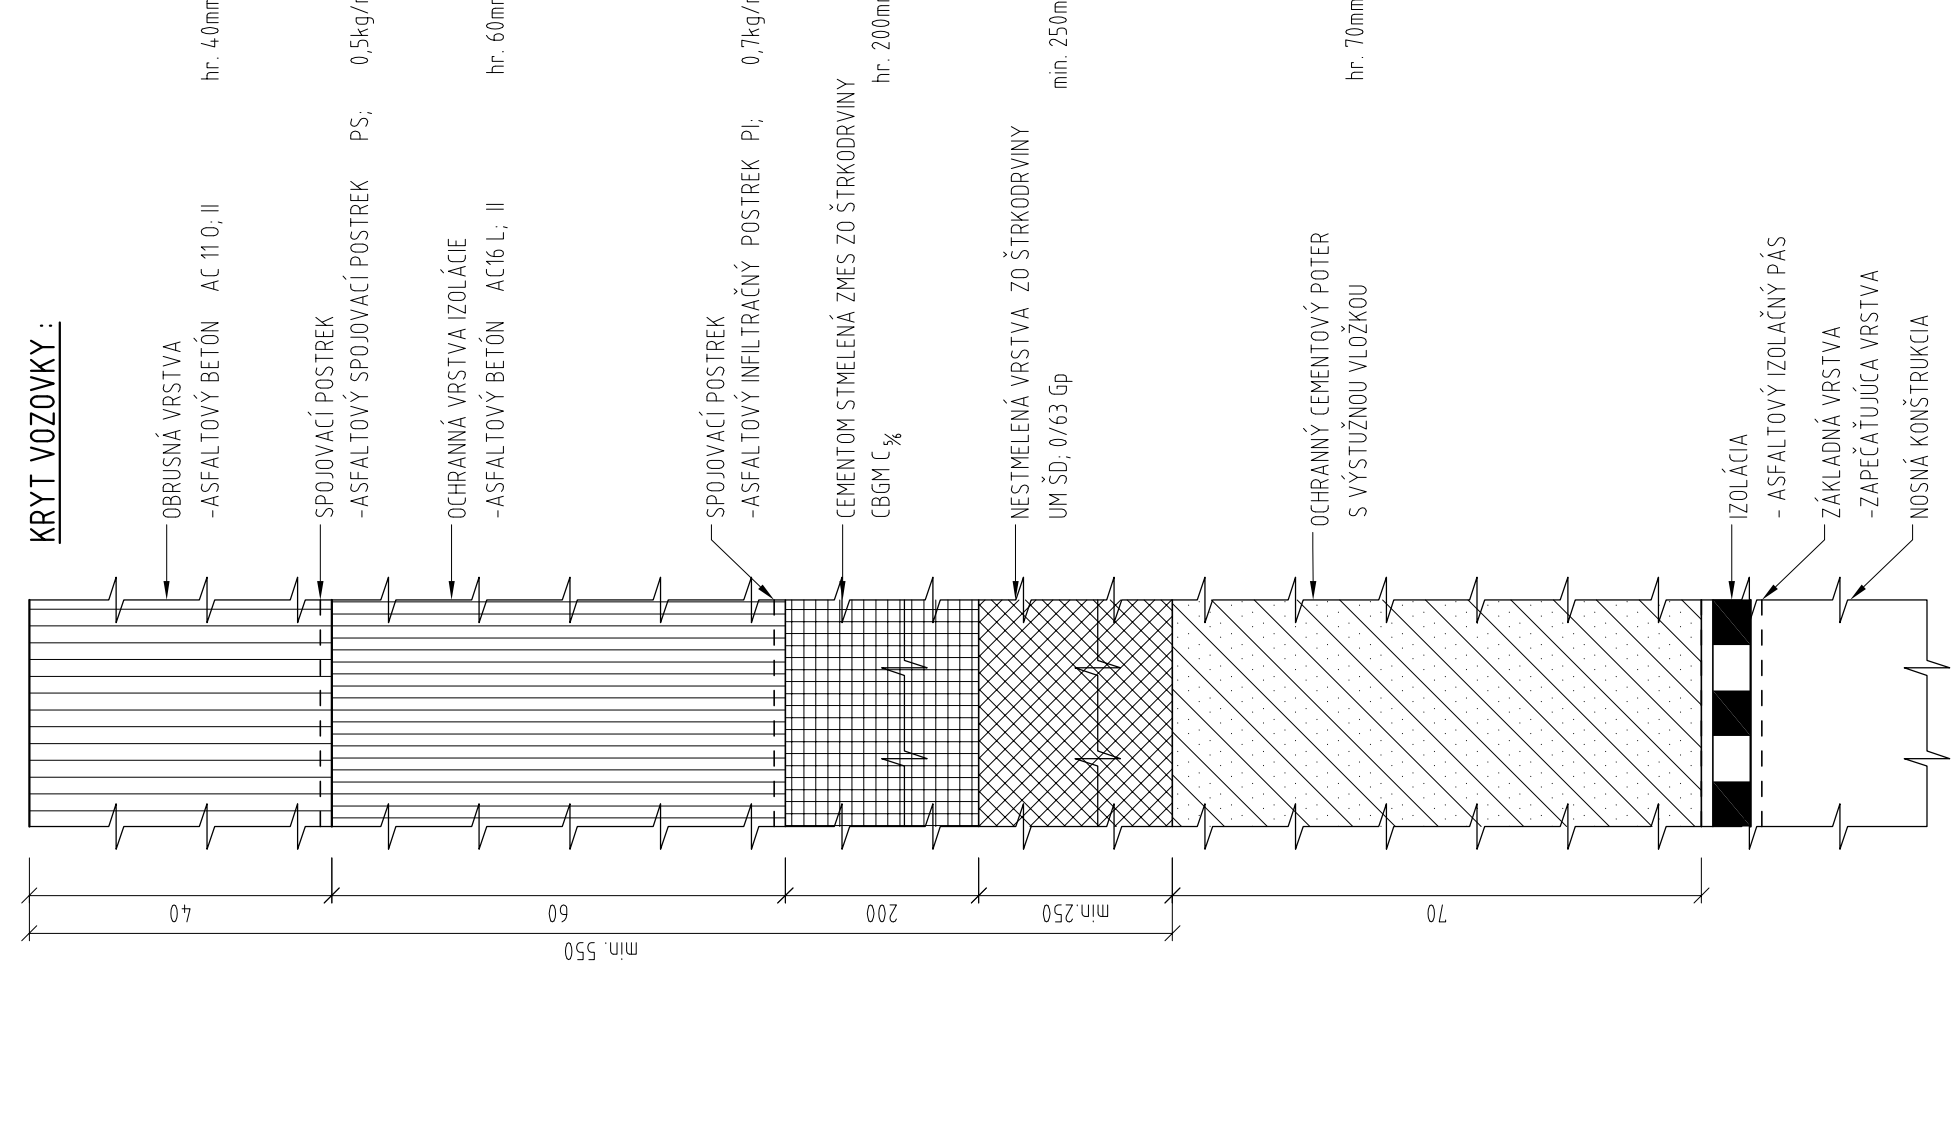 KRYT VOZOVKY :
OBRUSNÁ VRSTVA
-ASFALTOVÝ BETÓN AC 11 O; II hr. 40mm
SPOJOVACÍ POSTREK
-ASFALTOVÝ SPOJOVACÍ POSTREK PS; 0,5kg/
OCHRANNÁ VRSTVA IZOLÁCIE
-ASFALTOVÝ BETÓN AC16 L; II hr. 60mm
SPOJOVACÍ POSTREK
-ASFALTOVÝ INFILTRAČNÝ POSTREK PI; 0,7kg/
CEMENTOM STMELENÁ ZMES ZO ŠTRKODRVINY
CBGM C5/6 hr. 200mm
NESTMELENÁ VRSTVA ZO ŠTRKODRVINY
UM ŠD; 0/63 Gp min. 250m
OCHRANNÝ CEMENTOVÝ POTER
S VÝSTUŽNOU VLOŽKOU hr. 70mm
IZOLÁCIA
- ASFALTOVÝ IZOLAČNÝ PÁS
ZÁKLADNÁ VRSTVA
-ZAPEČAŤUJÚCA VRSTVA
NOSNÁ KONŠTRUKCIA
40
60
200
min.250
70
min. 550